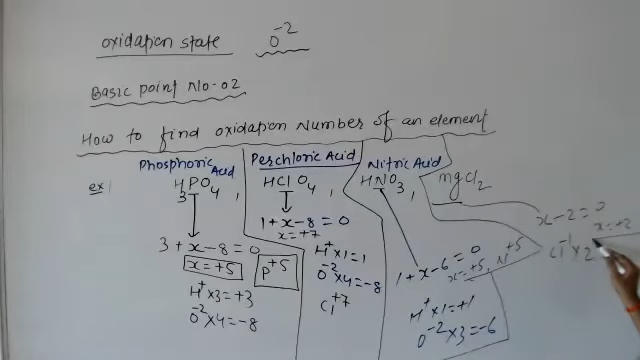 oxidation state O⁻²
Basic point No-02
How to find oxidation Number of an element
Phosphoric Acid
Perchloric Acid
Nitric Acid
ex) H₃PO₄, HClO₄, HNO₃, mgcl₂
3+x-8=0
x=+5
P⁺⁵
H⁺×3=+3
O⁻²×4=-8
1+x-8=0
x=+7
H⁺×1=1
O⁻²×4=-8
Cl⁺⁷
1+x-6=0
x=+5, N⁺⁵
H⁺×1=+1
O⁻²×3=-6
x-2=0
x=+2
Cl⁻¹×2